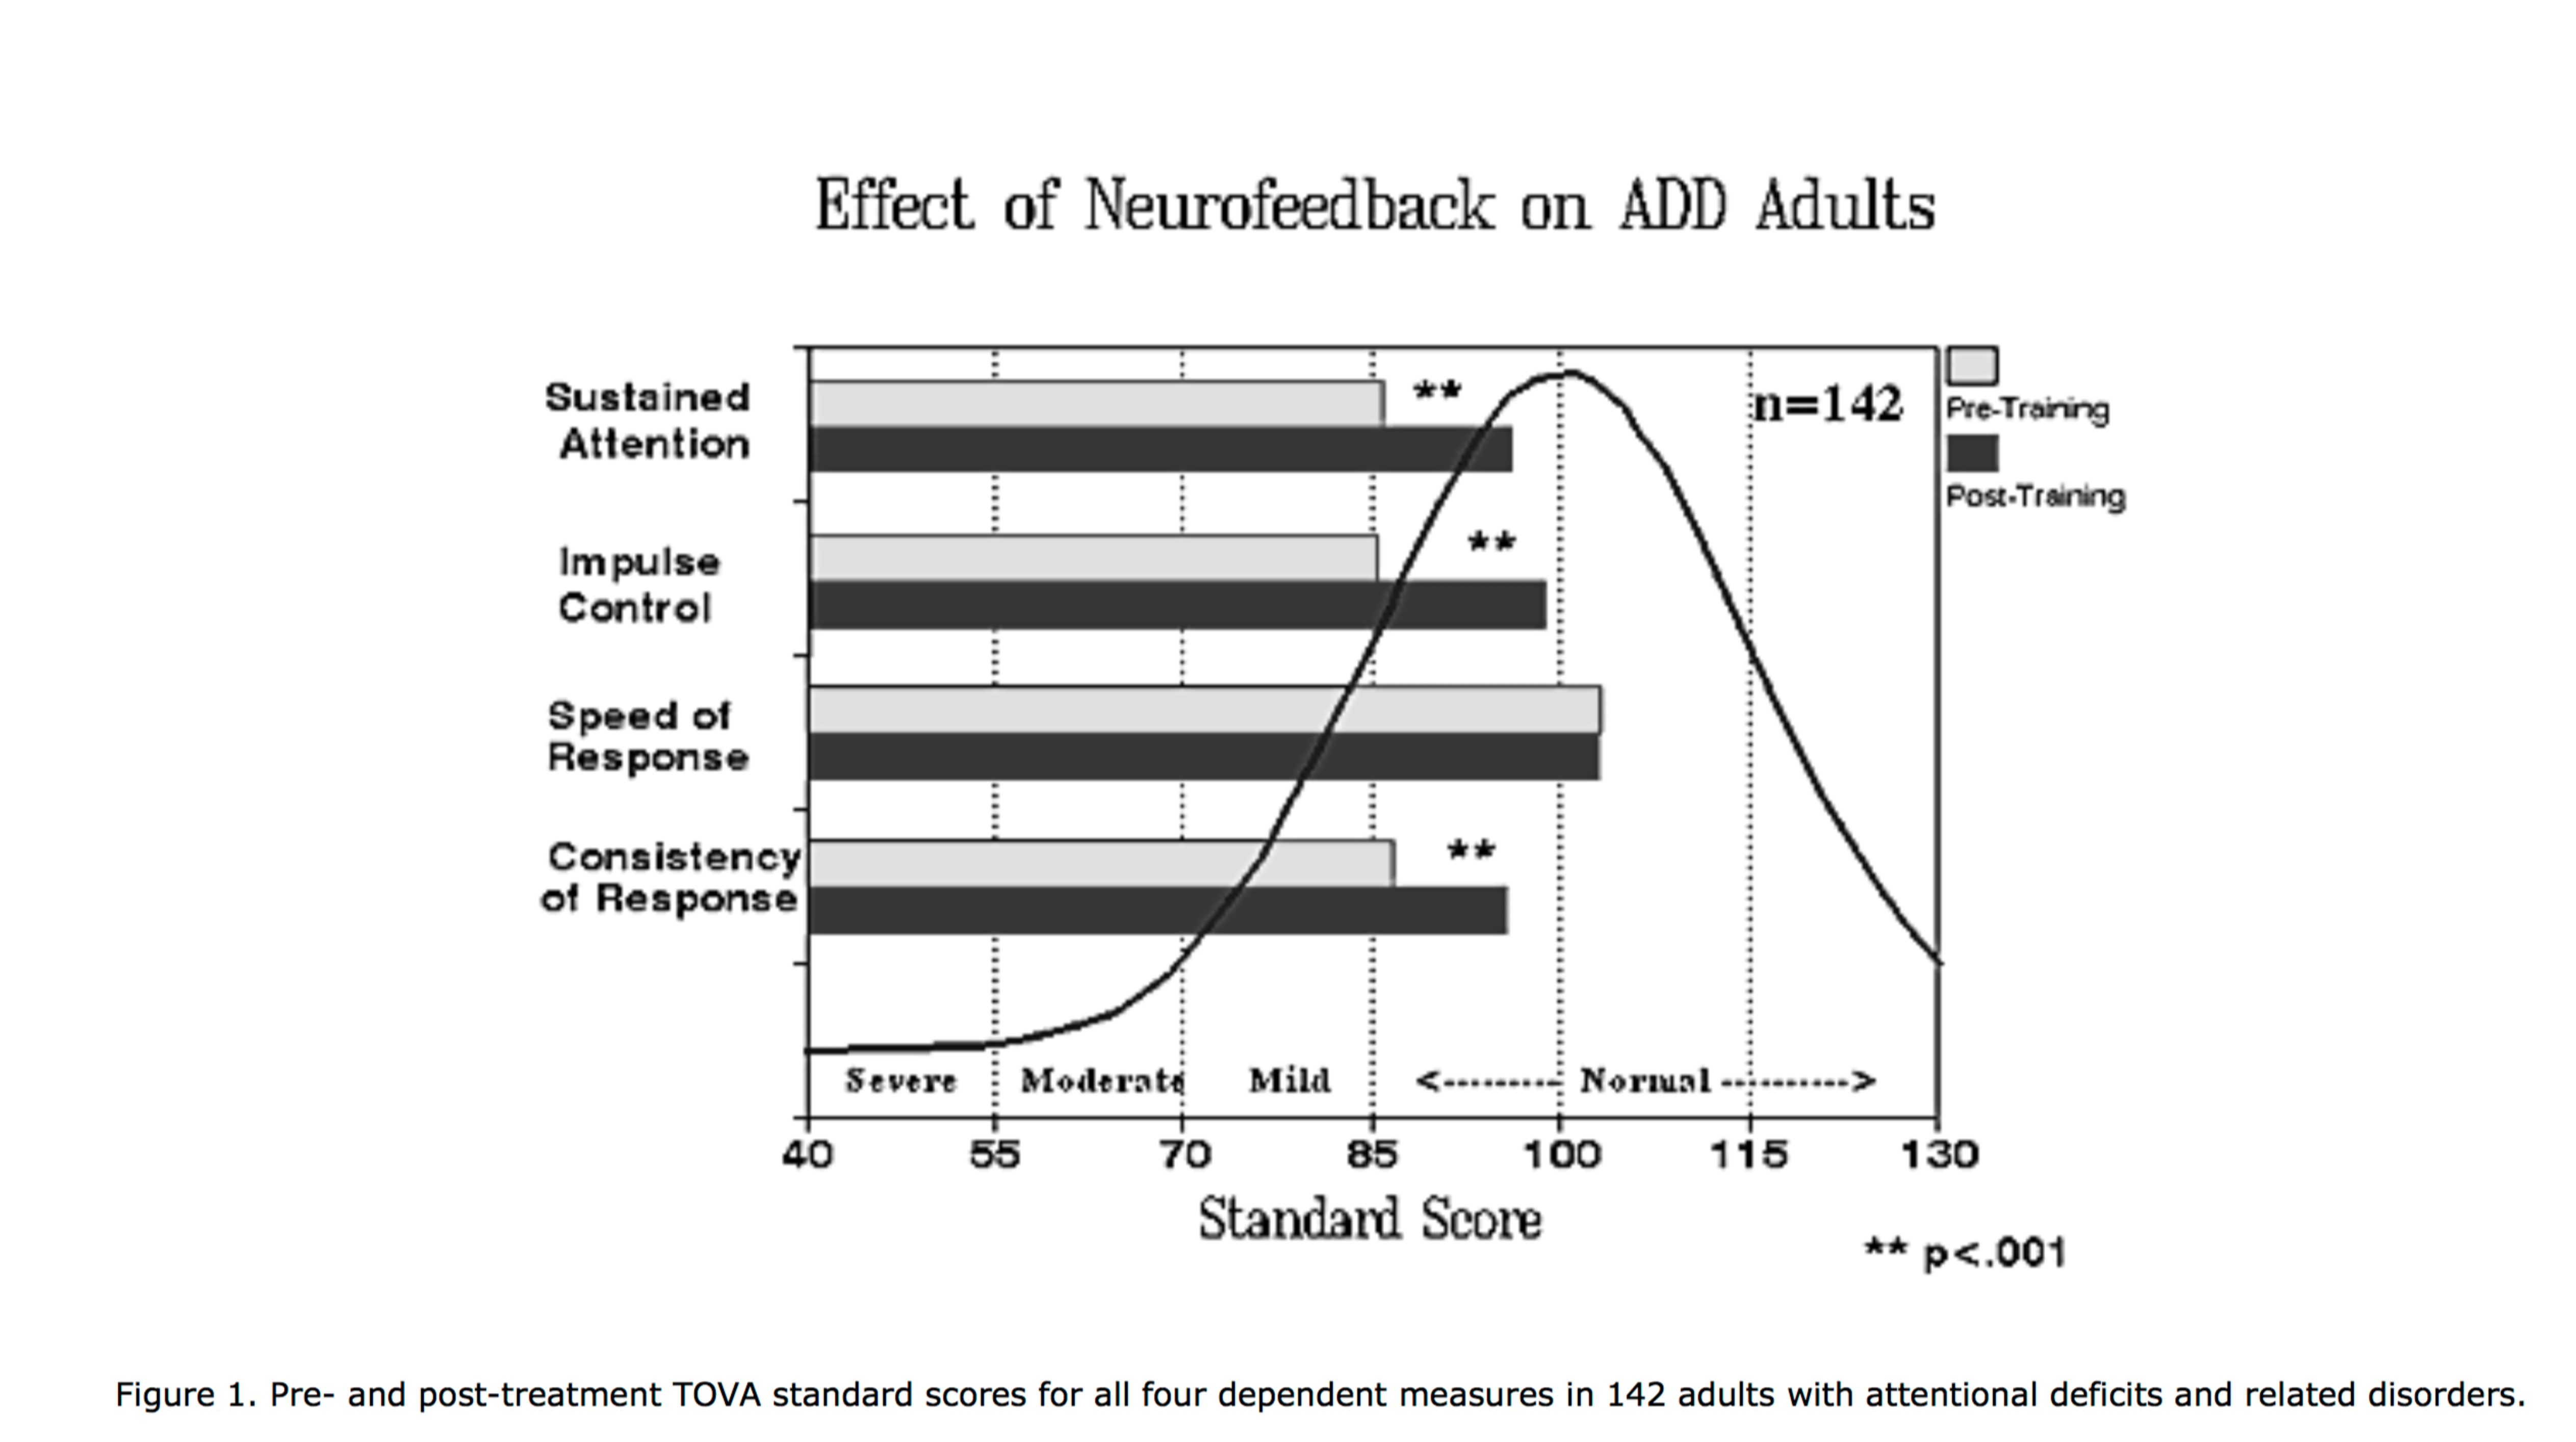 Effect of Neurofeedback on ADD Adults
Sustained
Attention
**
n=142
Pre-Training
Post-Training
Impulse
Control
**
Speed of
Response
Consistency
of Response
**
Severe
Moderate
Mild
<-------- Normal --------->
40 55 70 85 100 115 130
Standard Score
** p<.001
Figure 1. Pre- and post-treatment TOVA standard scores for all four dependent measures in 142 adults with attentional deficits and related disorders.